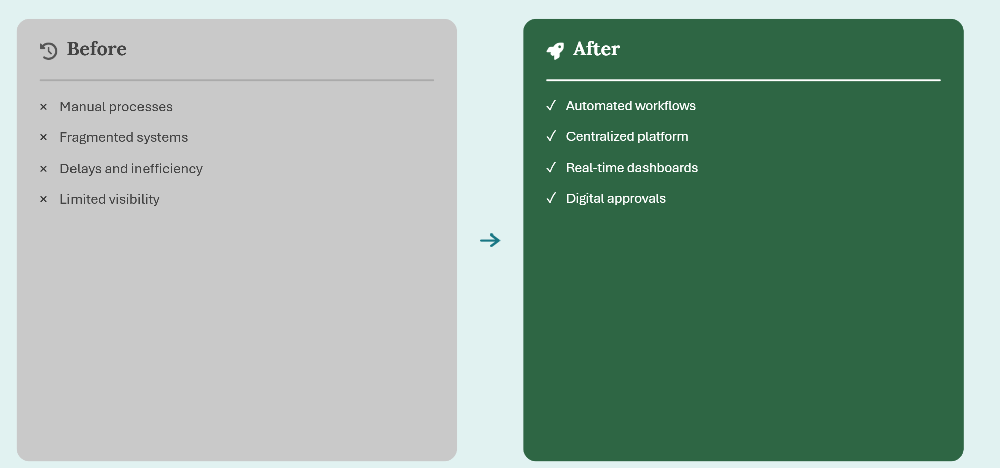 Before
× Manual processes
× Fragmented systems
× Delays and inefficiency
× Limited visibility
→
After
✓ Automated workflows
✓ Centralized platform
✓ Real-time dashboards
✓ Digital approvals